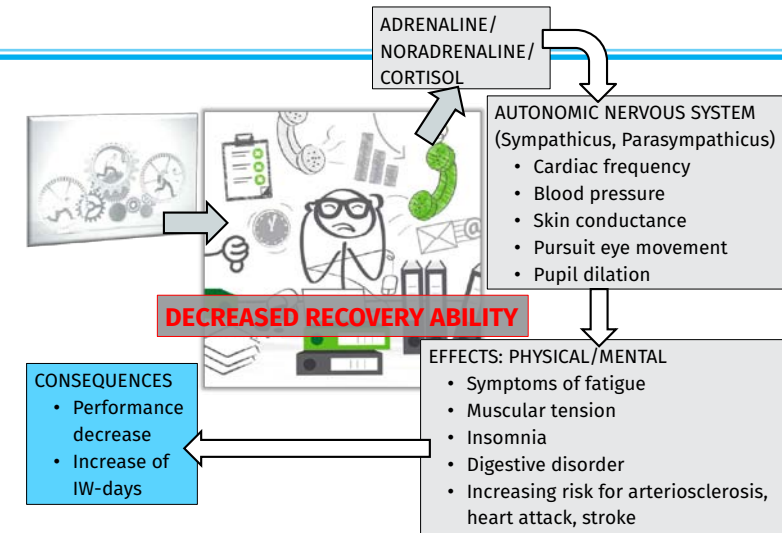 ADRENALINE/
NORADRENALINE/
CORTISOL
AUTONOMIC NERVOUS SYSTEM
(Sympathicus, Parasympathicus)
• Cardiac frequency
• Blood pressure
• Skin conductance
• Pursuit eye movement
• Pupil dilation
DECREASED RECOVERY ABILITY
EFFECTS: PHYSICAL/MENTAL
• Symptoms of fatigue
• Muscular tension
• Insomnia
• Digestive disorder
• Increasing risk for arteriosclerosis,
heart attack, stroke
CONSEQUENCES
• Performance
decrease
• Increase of
IW-days